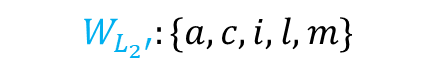 W_{L_2'}: {a, c, i, l, m}